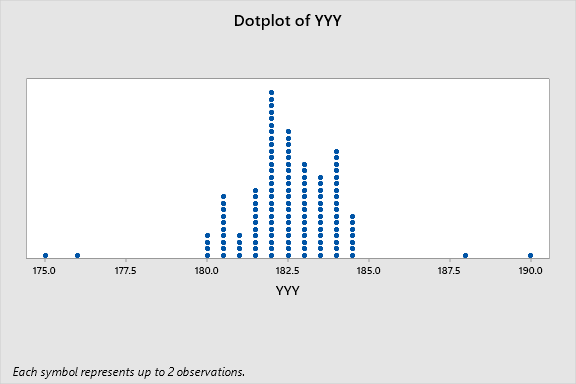 Dotplot of YYY
175.0 177.5 180.0 182.5 185.0 187.5 190.0
YYY
Each symbol represents up to 2 observations.